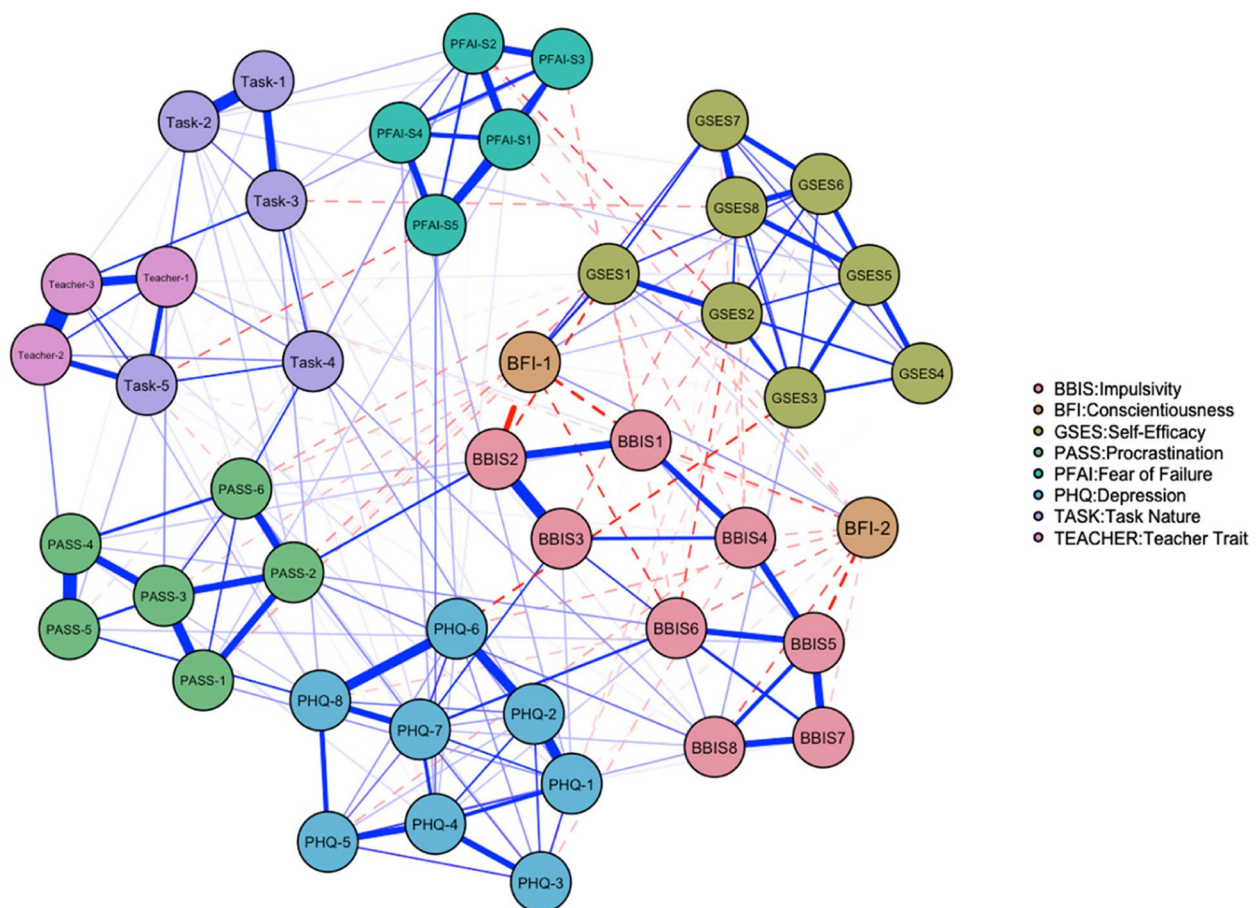 PFAI-S2
PFAI-S3
Task-1
Task-2
PFAI-S4
PFAI-S1
GSES7
GSES6
Task-3
GSES8
PFAI-S5
Teacher-1
Teacher-3
GSES1
GSES5
GSES2
Teacher-2
Task-5
Task-4
BFI-1
GSES4
GSES3
BBIS:Impulsivity
BFI:Conscientiousness
GSES:Self-Efficacy
PASS:Procrastination
PFAI:Fear of Failure
PHQ:Depression
TASK:Task Nature
TEACHER:Teacher Trait
BBIS1
BBIS2
PASS-6
BFI-2
BBIS3
BBIS4
PASS-4
PASS-2
PASS-3
PASS-5
PHQ-6
BBIS6
BBIS5
PASS-1
PHQ-8
PHQ-2
PHQ-7
BBIS7
BBIS8
PHQ-1
PHQ-4
PHQ-5
PHQ-3